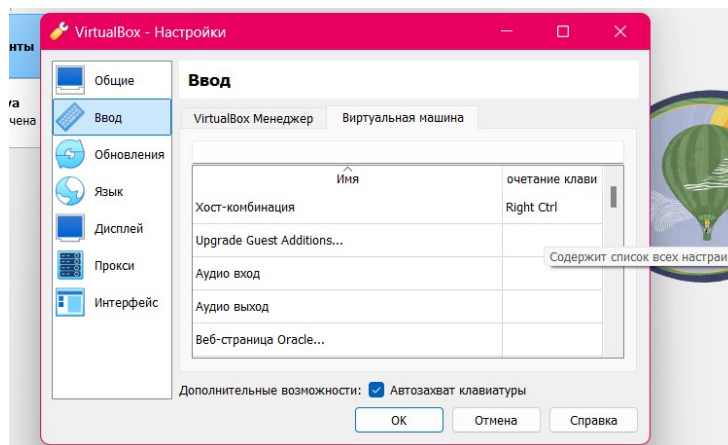 VirtualBox - Настройки
нты
va
чена
Общие
Ввод
Обновления
Язык
Дисплей
Прокси
Интерфейс
Ввод
VirtualBox Менеджер
Виртуальная машина
Имя
очетание клави
Хост-комбинация
Right Ctrl
Upgrade Guest Additions...
Содержит список всех настраи
Аудио вход
Аудио выход
Веб-страница Oracle...
Дополнительные возможности:
Автозахват клавиатуры
OK
Отмена
Справка